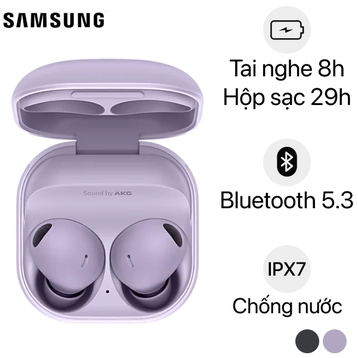 SAMSUNG
Tai nghe 8h
Hộp sạc 29h
Sound by AKG
Bluetooth 5.3
IPX7
Chống nước